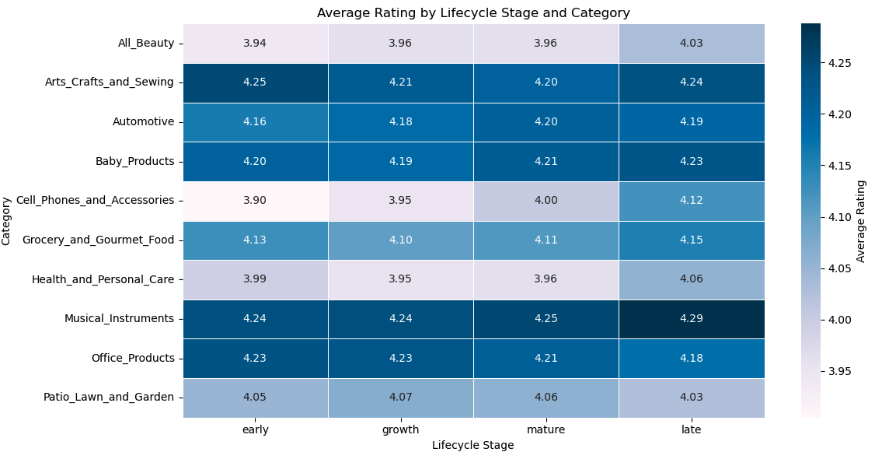 Average Rating by Lifecycle Stage and Category
All_Beauty 3.94 3.96 3.96 4.03
Arts_Crafts_and_Sewing 4.25 4.21 4.20 4.24
Automotive 4.16 4.18 4.20 4.19
Baby_Products 4.20 4.19 4.21 4.23
Cell_Phones_and_Accessories 3.90 3.95 4.00 4.12
Grocery_and_Gourmet_Food 4.13 4.10 4.11 4.15
Health_and_Personal_Care 3.99 3.95 3.96 4.06
Musical_Instruments 4.24 4.24 4.25 4.29
Office_Products 4.23 4.23 4.21 4.18
Patio_Lawn_and_Garden 4.05 4.07 4.06 4.03
early growth mature late
Lifecycle Stage
Category
4.25
4.20
4.15
4.10
4.05
4.00
3.95
Average Rating